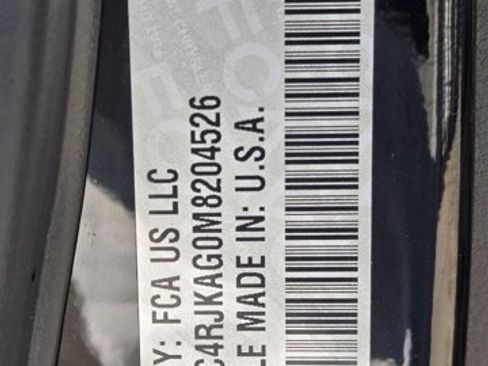 Y: FCA US LLC
C4RJKAG0M8204526
LE MADE IN: U.S.A.